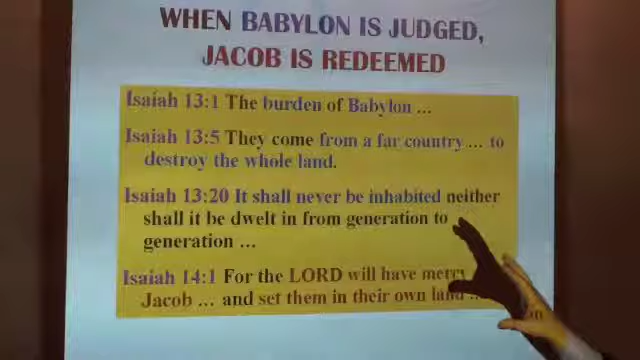 WHEN BABYLON IS JUDGED,
JACOB IS REDEEMED
Isaiah 13:1 The burden of Babylon ...
Isaiah 13:5 They come from a far country ... to
destroy the whole land.
Isaiah 13:20 It shall never be inhabited neither
shall it be dwelt in from generation to
generation ...
Isaiah 14:1 For the LORD will have mercy
Jacob ... and set them in their own land